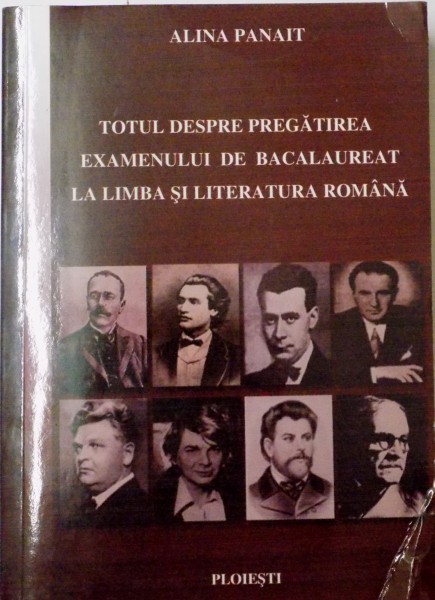 ALINA PANAIT
TOTUL DESPRE PREGĂTIREA
EXAMENULUI DE BACALAUREAT
LA LIMBA ŞI LITERATURA ROMÂNĂ
PLOIEŞTI